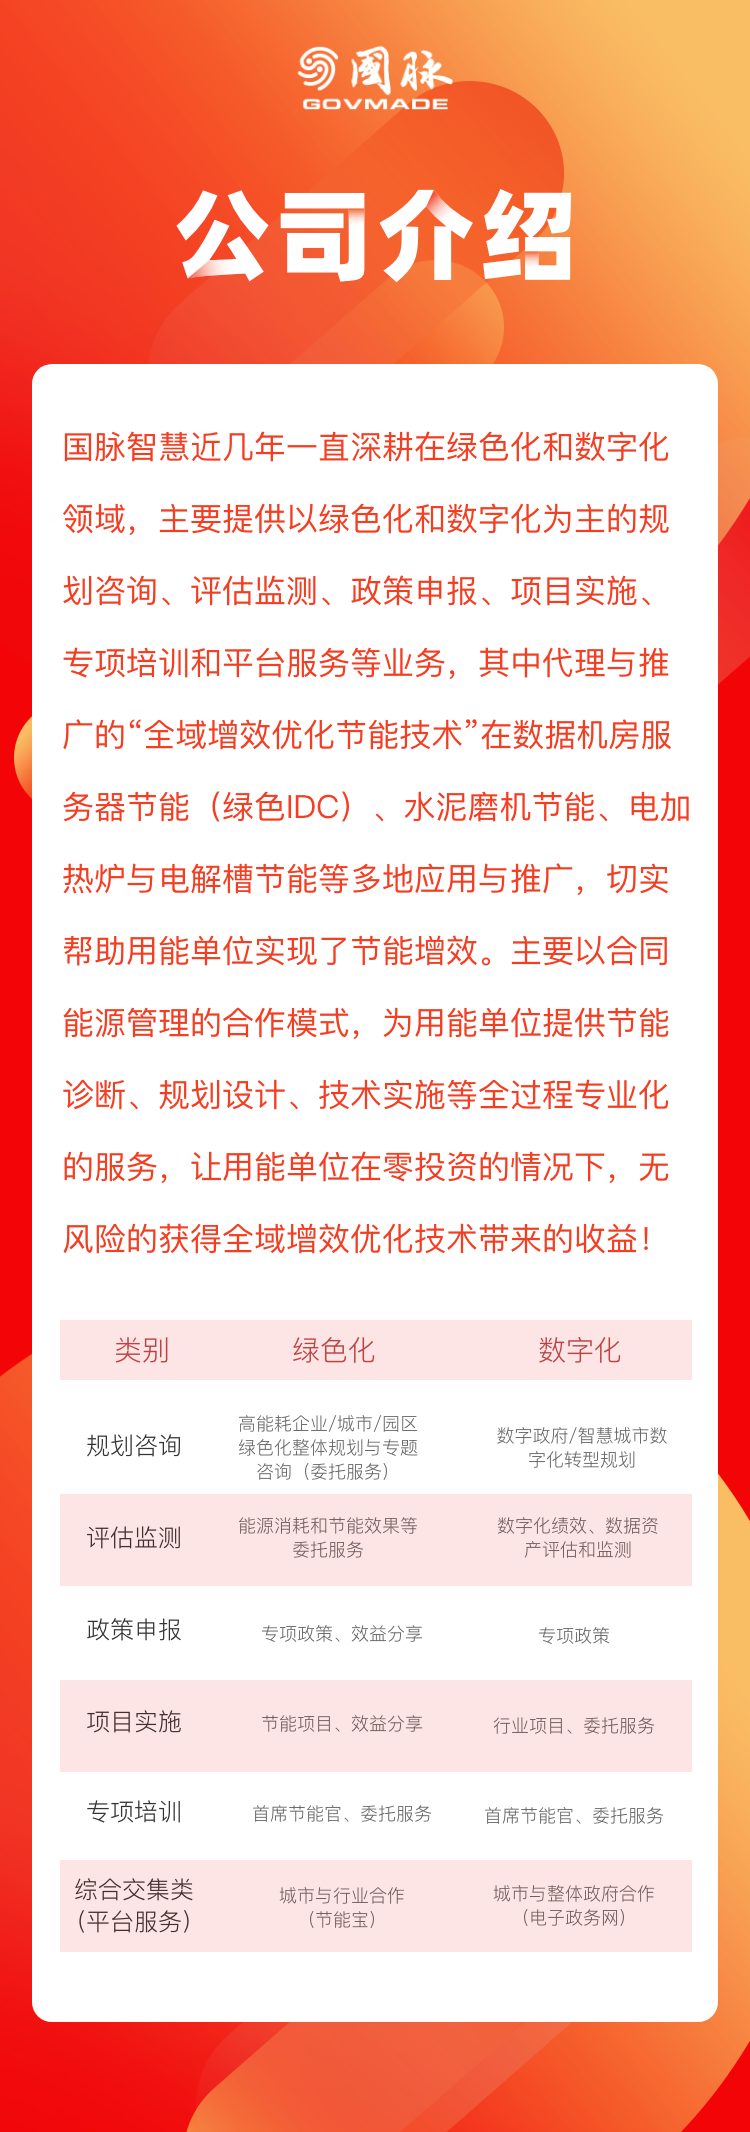 國脉
GOVMADE
公司介绍
国脉智慧近几年一直深耕在绿色化和数字化
领域，主要提供以绿色化和数字化为主的规
划咨询、评估监测、政策申报、项目实施、
专项培训和平台服务等业务，其中代理与推
广的“全域增效优化节能技术”在数据机房服
务器节能（绿色IDC）、水泥磨机节能、电加
热炉与电解槽节能等多地应用与推广，切实
帮助用能单位实现了节能增效。主要以合同
能源管理的合作模式，为用能单位提供节能
诊断、规划设计、技术实施等全过程专业化
的服务，让用能单位在零投资的情况下，无
风险的获得全域增效优化技术带来的收益！
类别 绿色化 数字化
规划咨询
高能耗企业/城市/园区
绿色化整体规划与专题
咨询（委托服务）
数字政府/智慧城市数
字化转型规划
评估监测
能源消耗和节能效果等
委托服务
数字化绩效、数据资
产评估和监测
政策申报 专项政策、效益分享 专项政策
项目实施 节能项目、效益分享 行业项目、委托服务
专项培训 首席节能官、委托服务 首席节能官、委托服务
综合交集类
（平台服务）
城市与行业合作
（节能宝）
城市与整体政府合作
（电子政务网）